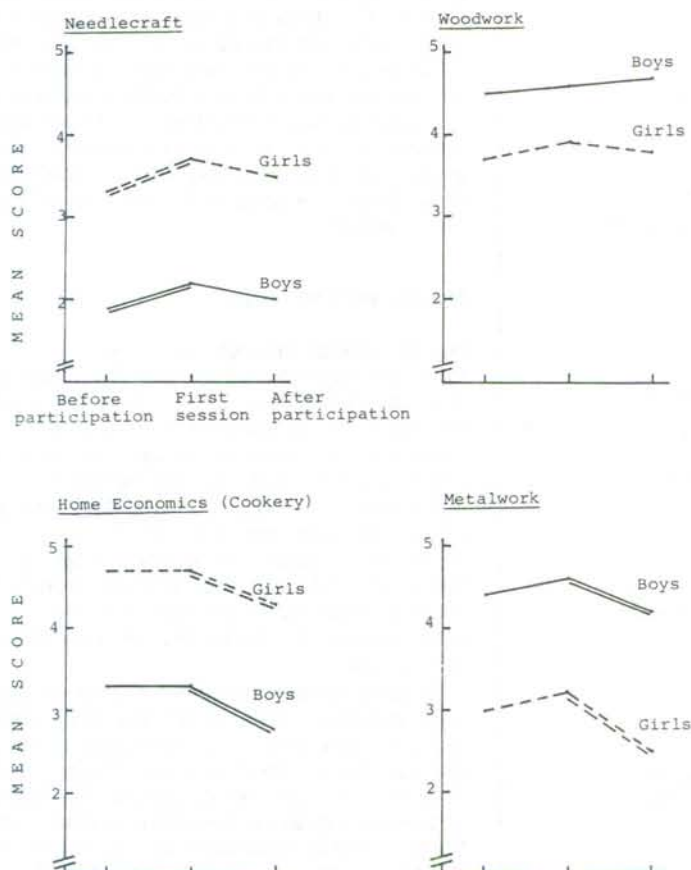 Needlecraft
5
4
3
2
MEAN SCORE
Girls
Boys
Before participation
First session
After participation
Woodwork
5
4
3
2
Boys
Girls
Home Economics (Cookery)
5
4
3
2
MEAN SCORE
Girls
Boys
Metalwork
5
4
3
2
Boys
Girls